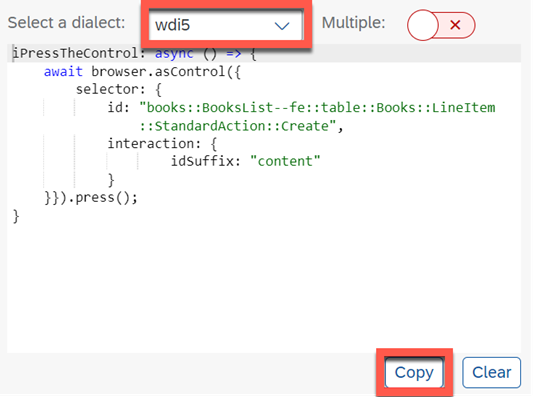 Select a dialect: wdi5 Multiple:
iPressTheControl: async () => {
await browser.asControl({
selector: {
id: "books::BooksList--fe::table::Books::LineItem
::StandardAction::Create",
interaction: {
idSuffix: "content"
}
}}).press();
}
Copy Clear